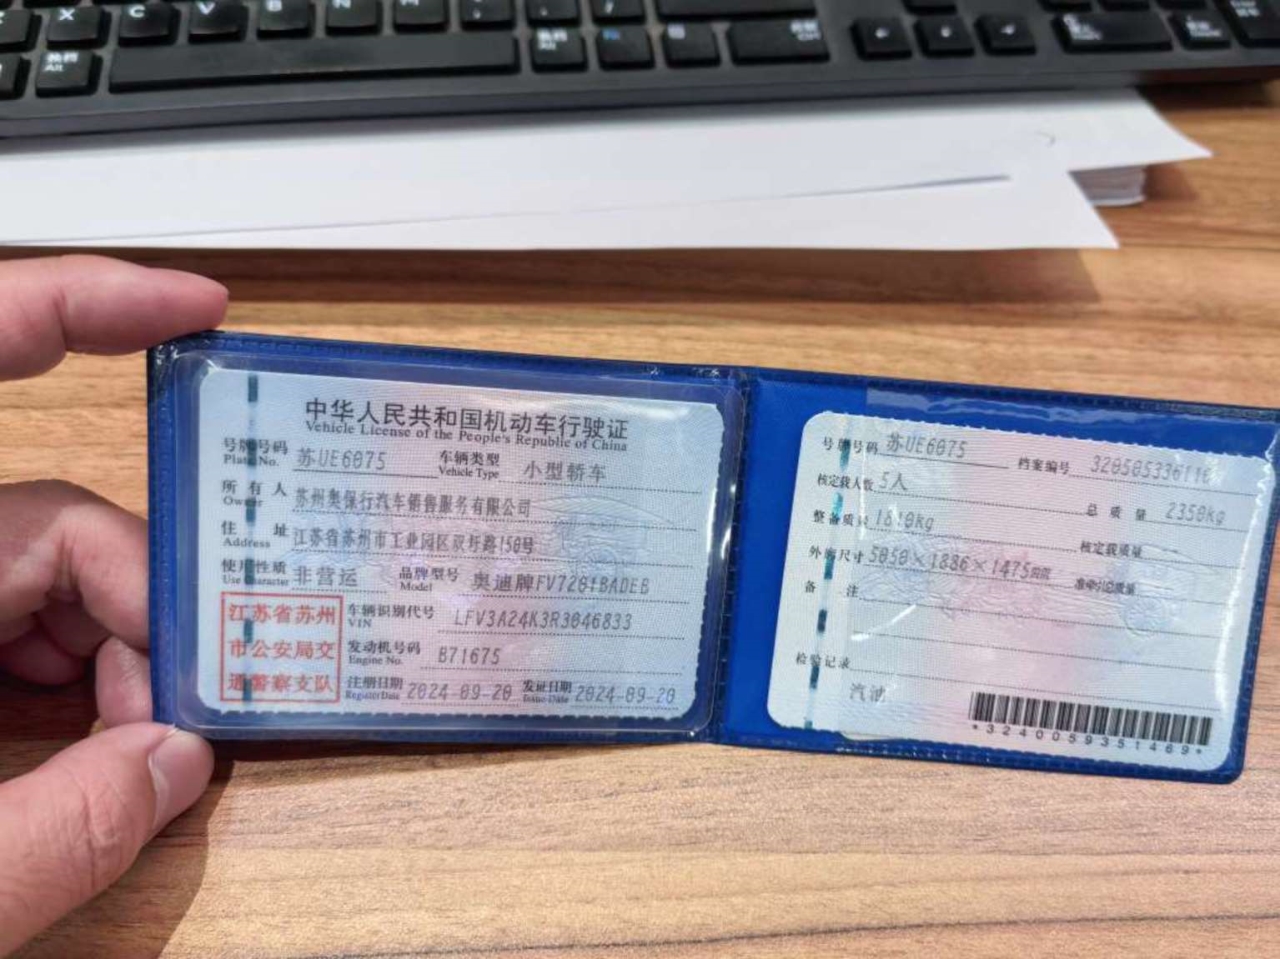 中华人民共和国机动车行驶证
Vehicle License of the People's Republic of China
号牌号码 苏UE6075 车辆类型 小型轿车
Plate No. Vehicle Type
所有人 苏州奥保行汽车销售服务有限公司
Owner
住址 江苏省苏州市工业园区双圩路150号
Address
使用性质 非营运 品牌型号 奥迪牌FV7201BADEB
Use Character Model
江苏省苏州
市公安局交
通警察支队
车辆识别代号 LFV3A24K3R3046833
VIN
发动机号码 B71675
Engine No.
注册日期 2024-09-20 发证日期 2024-09-20
Register Date Issue Date
号牌号码 苏UE6075 档案编号
核定载人数 5人 总质量 2350kg
整备质量 1810kg 核定载质量
外廓尺寸 5050×1886×1475mm 准牵引总质量
备注
检验记录
汽油
*3240059351469*
Z X C V B N M
Alt
Alt
Ctrl